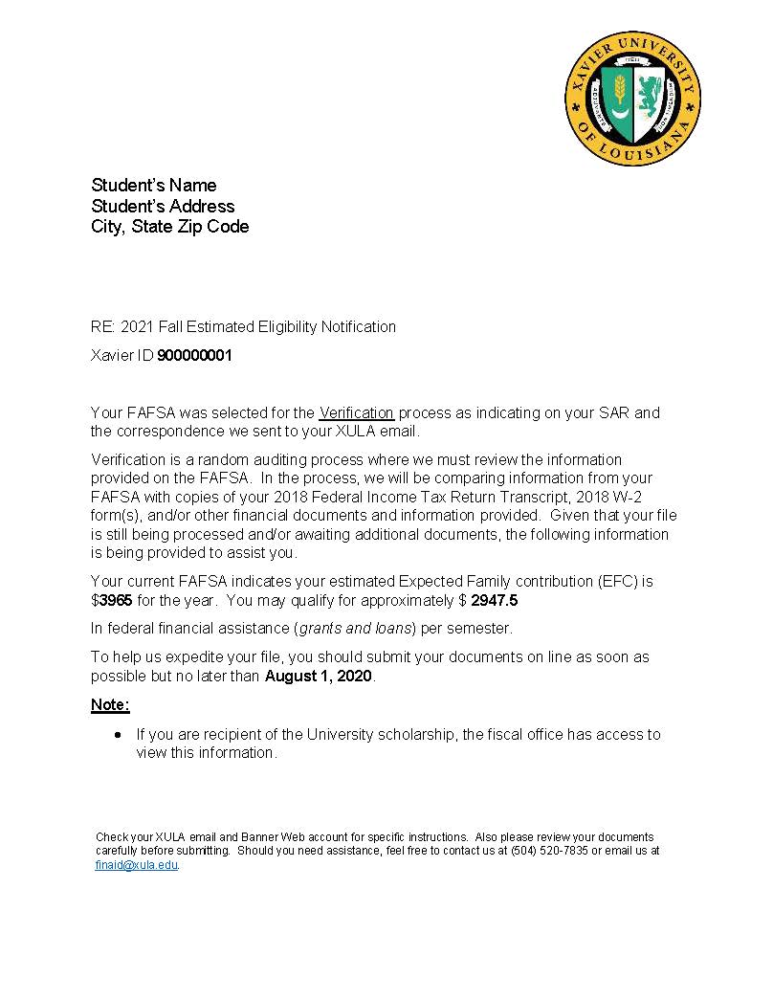 XAVIER UNIVERSITY
OF LOUISIANA
Student's Name
Student's Address
City, State Zip Code
RE: 2021 Fall Estimated Eligibility Notification
Xavier ID 900000001
Your FAFSA was selected for the Verification process as indicating on your SAR and
the correspondence we sent to your XULA email.
Verification is a random auditing process where we must review the information
provided on the FAFSA.  In the process, we will be comparing information from your
FAFSA with copies of your 2018 Federal Income Tax Return Transcript, 2018 W-2
form(s), and/or other financial documents and information provided.  Given that your file
is still being processed and/or awaiting additional documents, the following information
is being provided to assist you.
Your current FAFSA indicates your estimated Expected Family contribution (EFC) is
$3965 for the year.  You may qualify for approximately $ 2947.5
In federal financial assistance (grants and loans) per semester.
To help us expedite your file, you should submit your documents on line as soon as
possible but no later than August 1, 2020.
Note:
• If you are recipient of the University scholarship, the fiscal office has access to
view this information.
Check your XULA email and Banner Web account for specific instructions.  Also please review your documents
carefully before submitting.  Should you need assistance, feel free to contact us at (504) 520-7835 or email us at
finaid@xula.edu.